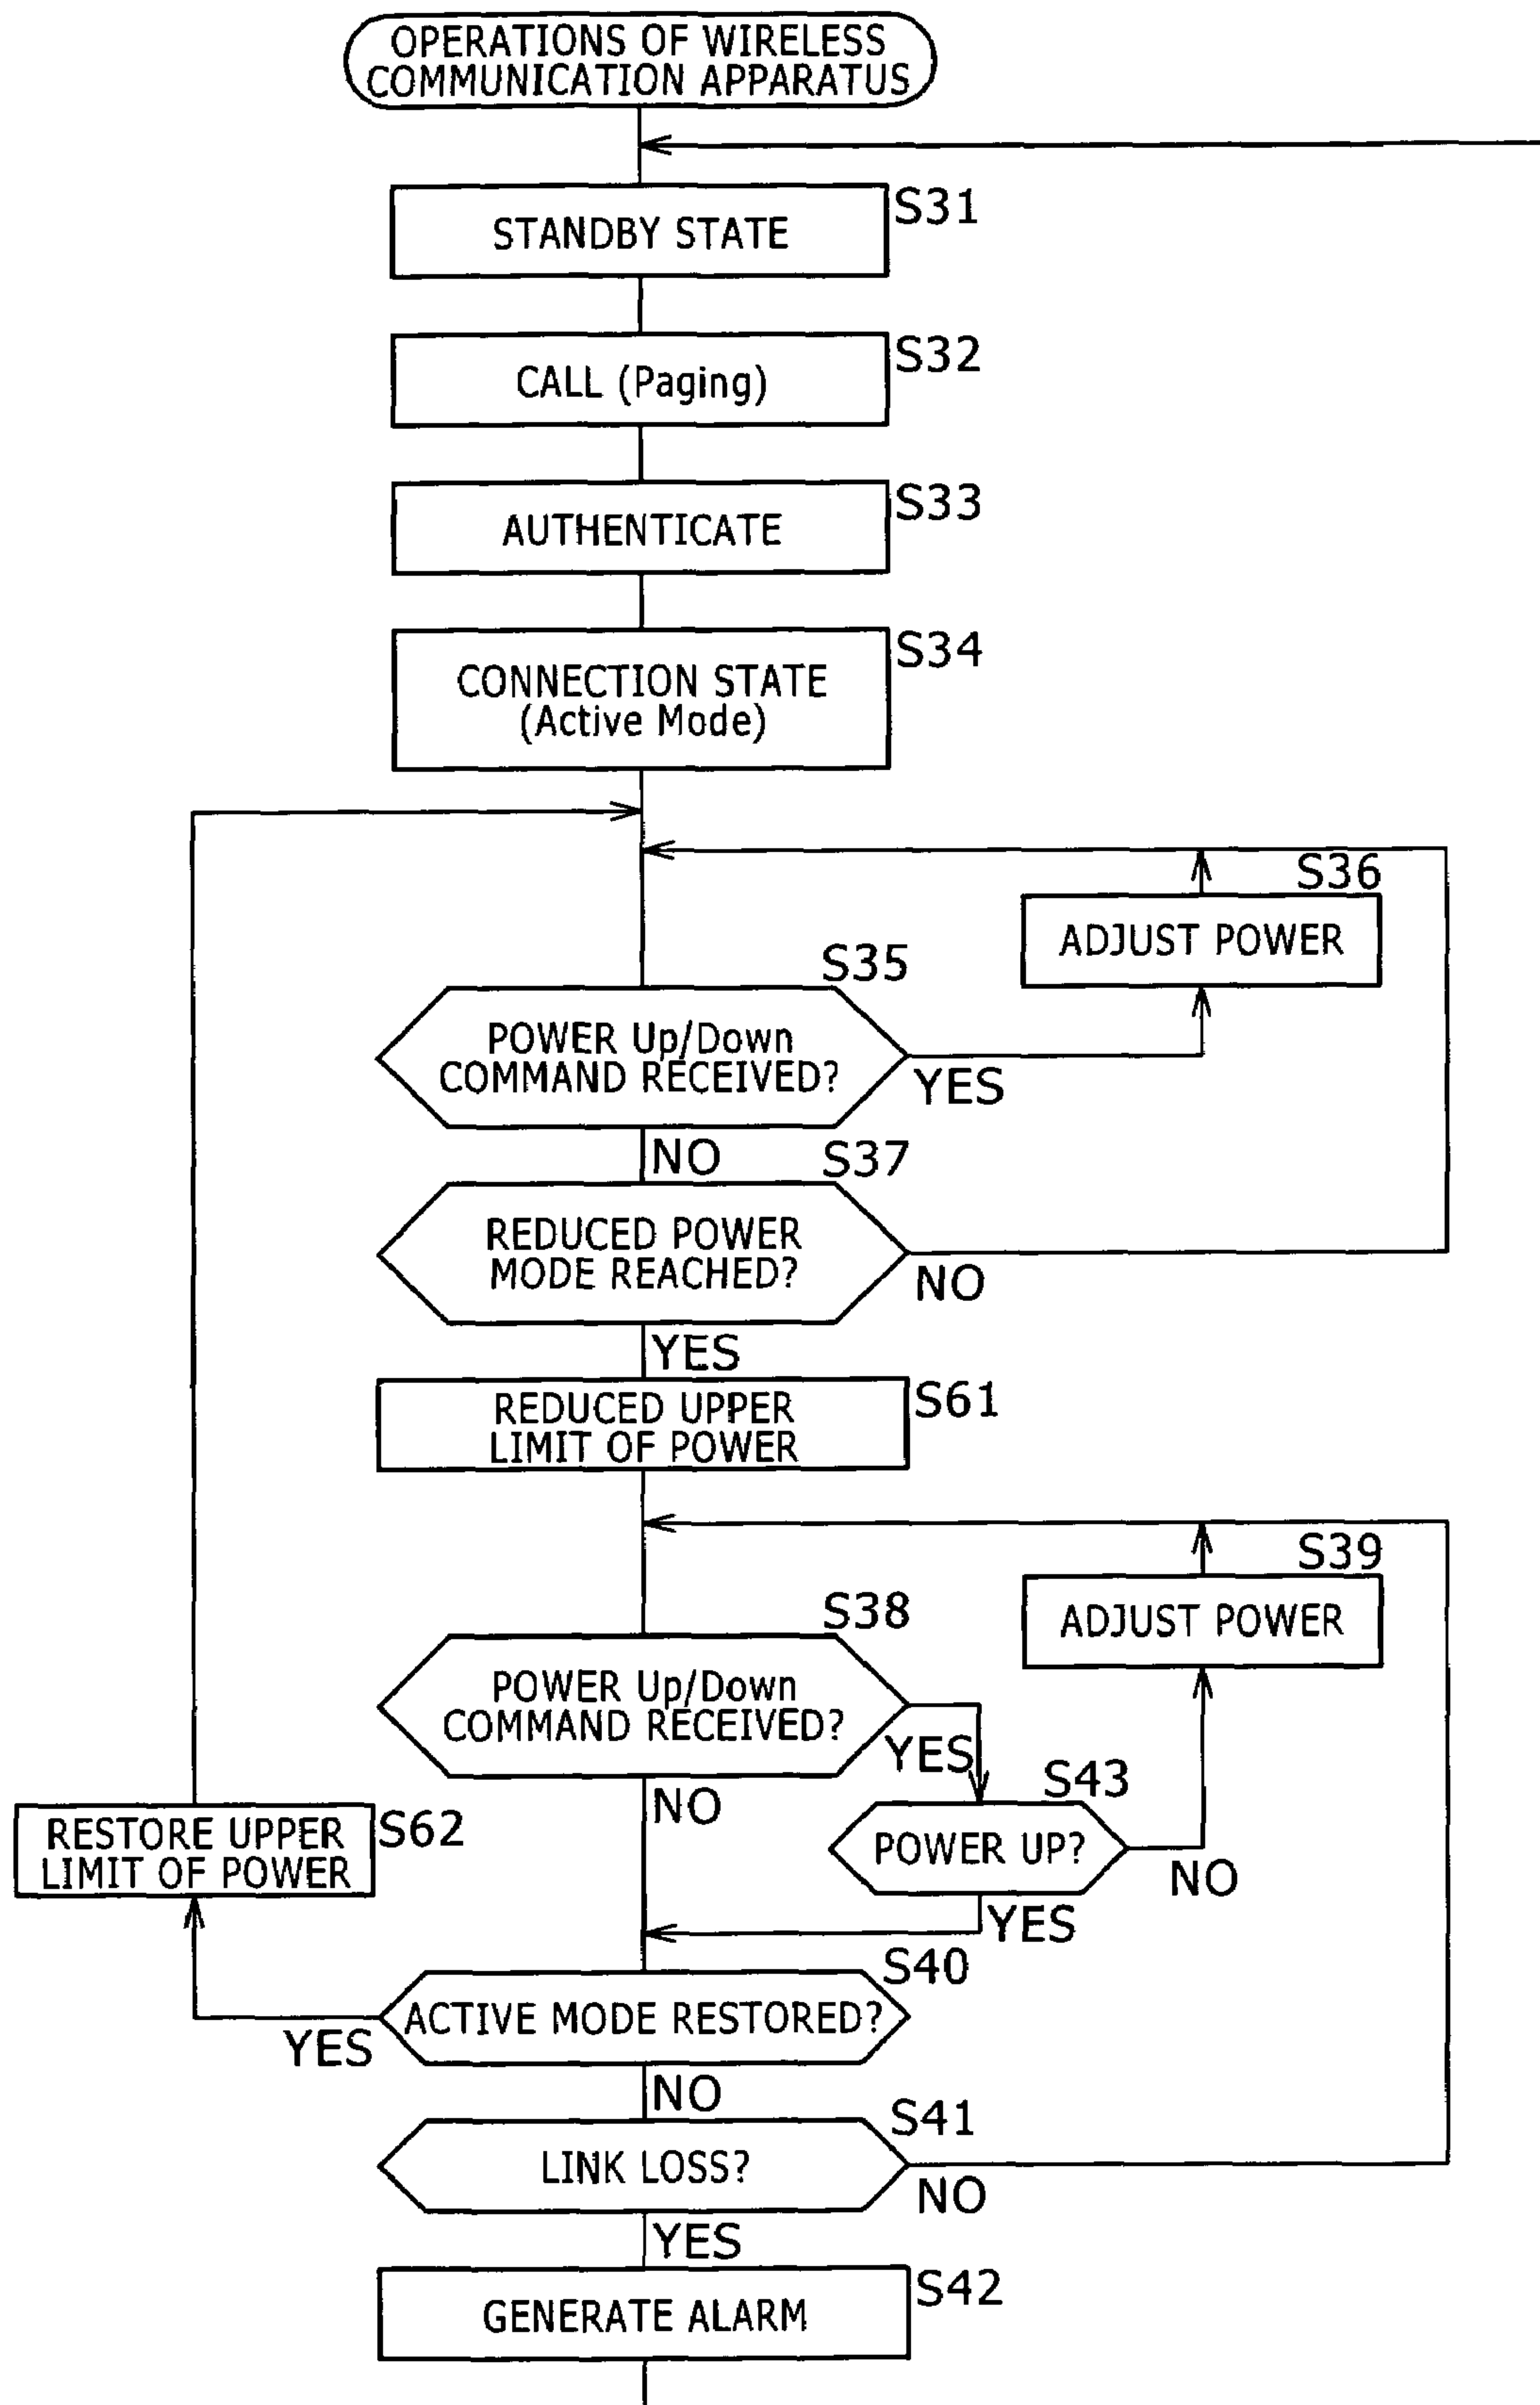 OPERATIONS OF WIRELESS
COMMUNICATION APPARATUS
S31
STANDBY STATE
S32
CALL (Paging)
S33
AUTHENTICATE
S34
CONNECTION STATE
(Active Mode)
S36
ADJUST POWER
S35
POWER Up/Down
COMMAND RECEIVED?
YES
NO
S37
REDUCED POWER
MODE REACHED?
NO
YES
S61
REDUCED UPPER
LIMIT OF POWER
S39
ADJUST POWER
S38
POWER Up/Down
COMMAND RECEIVED?
YES
NO
S43
POWER UP?
NO
YES
S62
RESTORE UPPER
LIMIT OF POWER
S40
ACTIVE MODE RESTORED?
YES
NO
S41
LINK LOSS?
NO
YES
S42
GENERATE ALARM